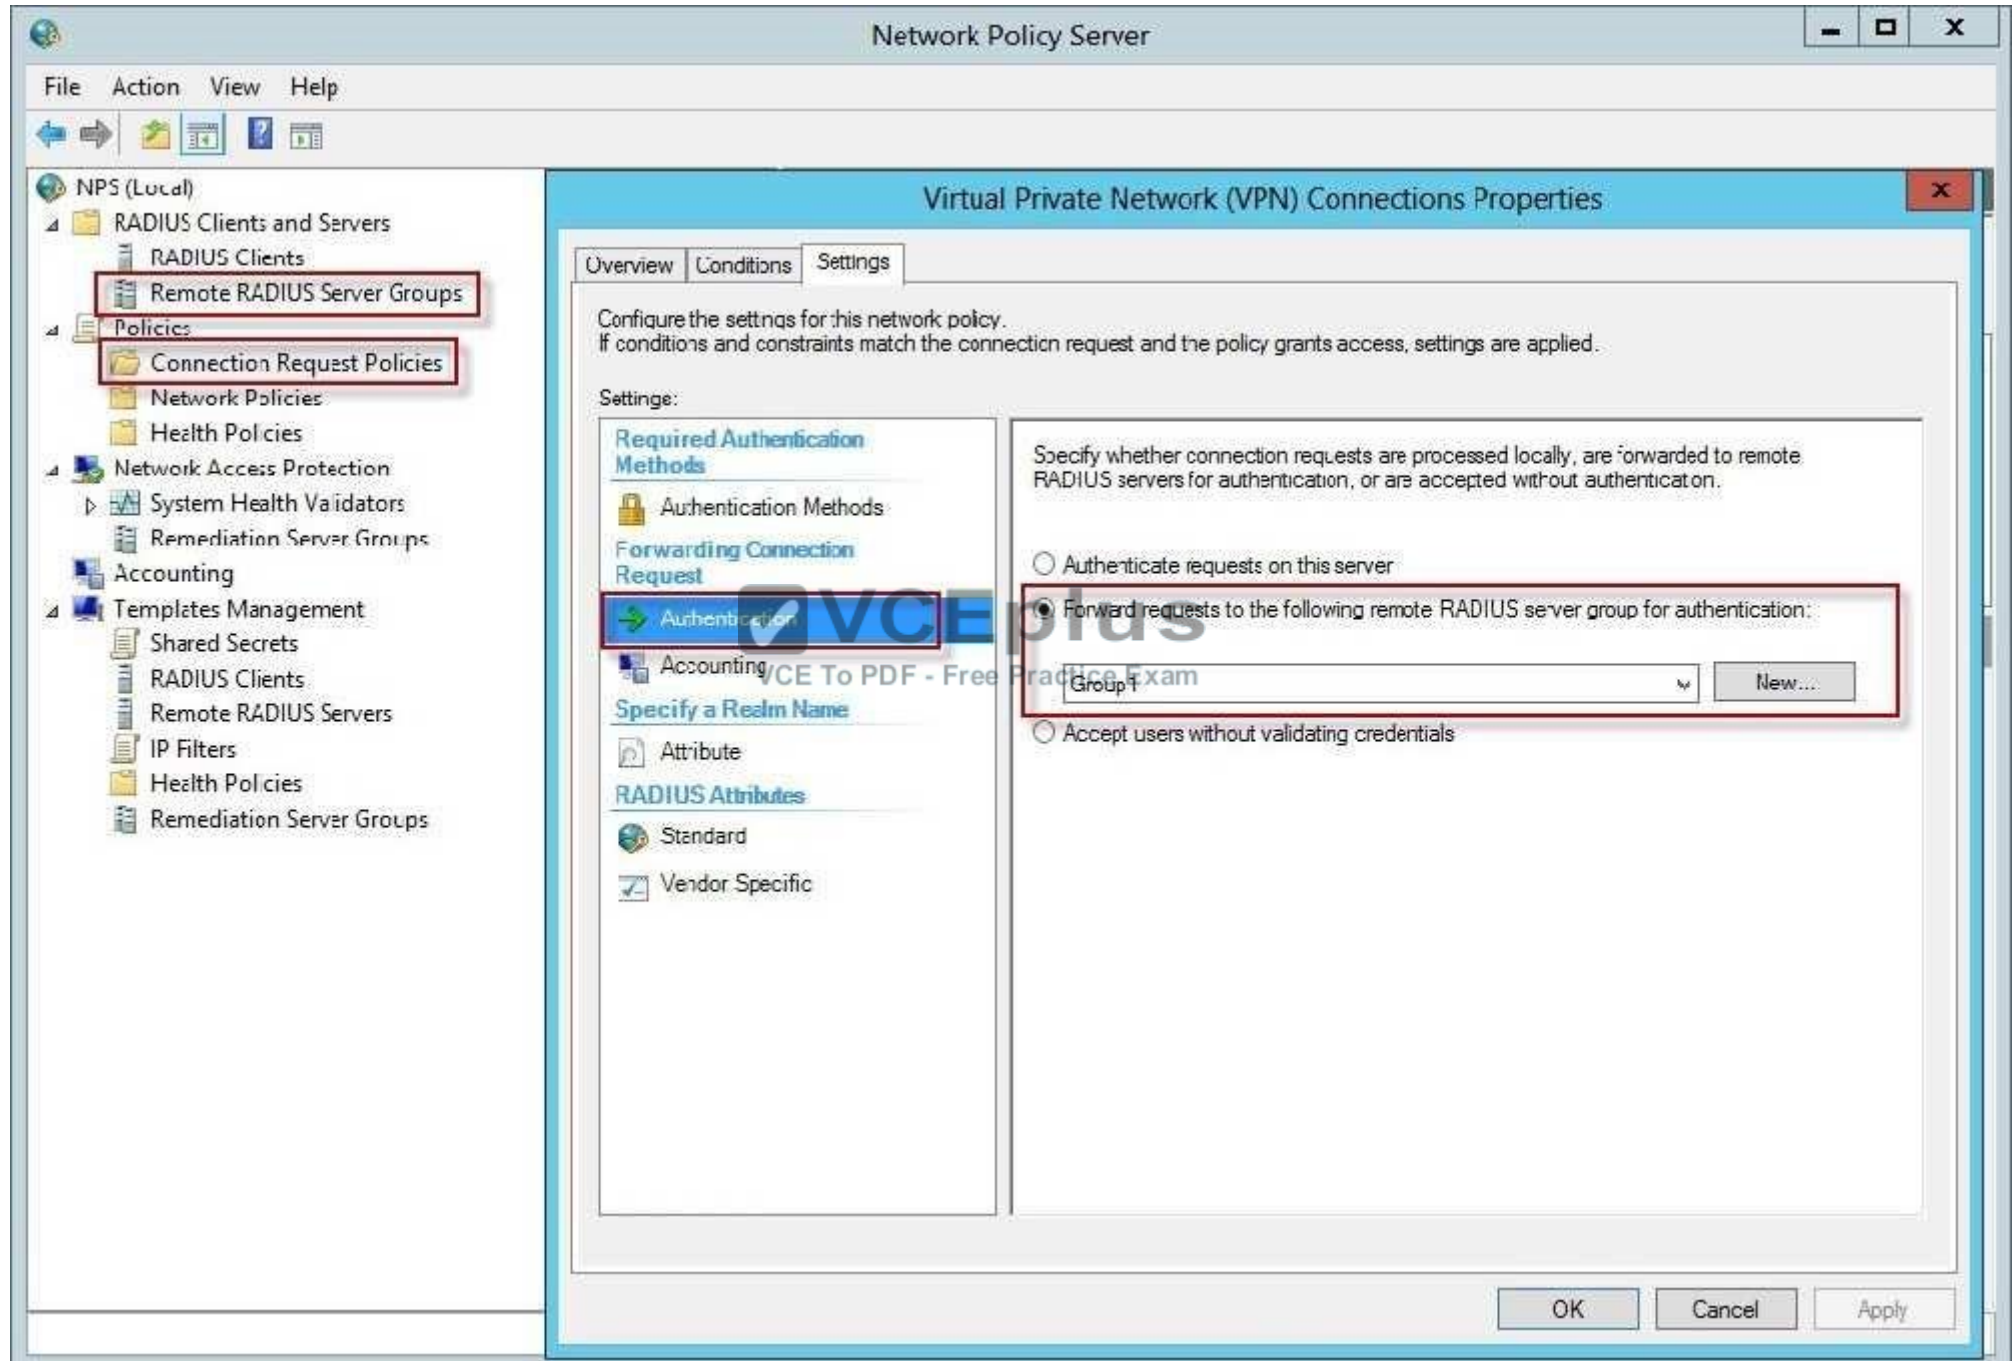 Network Policy Server
File Action View Help
NPS (Local)
RADIUS Clients and Servers
RADIUS Clients
Remote RADIUS Server Groups
Policies
Connection Request Policies
Network Policies
Health Policies
Network Access Protection
System Health Validators
Remediation Server Groups
Accounting
Templates Management
Shared Secrets
RADIUS Clients
Remote RADIUS Servers
IP Filters
Health Policies
Remediation Server Groups
Virtual Private Network (VPN) Connections Properties
Overview Conditions Settings
Configure the settings for this network policy.
If conditions and constraints match the connection request and the policy grants access, settings are applied.
Settings:
Required Authentication
Methods
Authentication Methods
Forwarding Connection
Request
Authentication
Accounting
Specify a Realm Name
Attribute
RADIUS Attributes
Standard
Vendor Specific
Specify whether connection requests are processed locally, are forwarded to remote
RADIUS servers for authentication, or are accepted without authentication.
Authenticate requests on this server
Forward requests to the following remote RADIUS server group for authentication:
Group1
New...
Accept users without validating credentials
VCEplus
VCE To PDF - Free Practice Exam
OK Cancel Apply